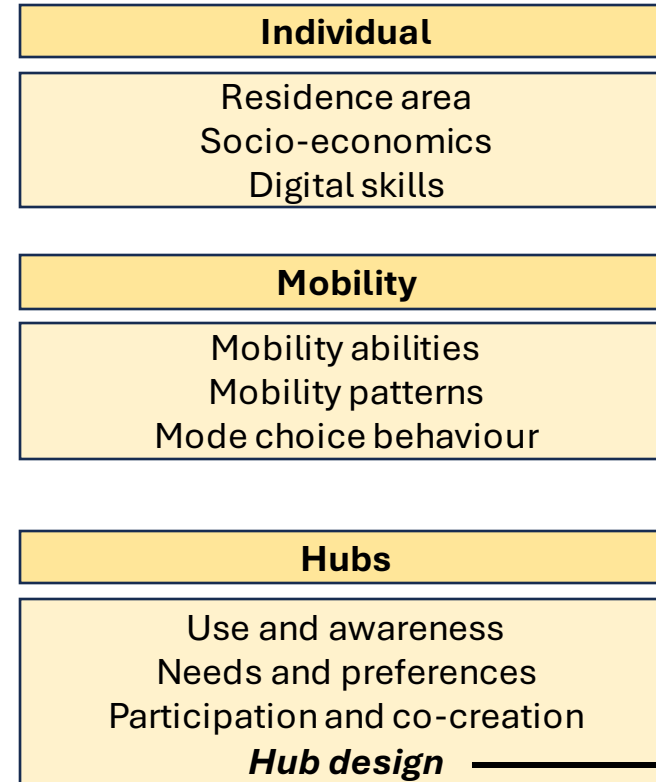 Individual
Residence area
Socio-economics
Digital skills
Mobility
Mobility abilities
Mobility patterns
Mode choice behaviour
Hubs
Use and awareness
Needs and preferences
Participation and co-creation
Hub design